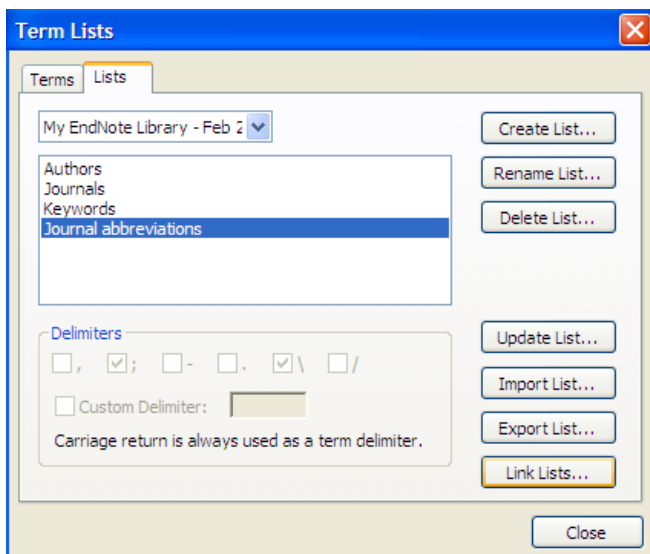 Term Lists
Terms
Lists
My EndNote Library - Feb 2
Create List...
Rename List...
Delete List...
Authors
Journals
Keywords
Journal abbreviations
Delimiters
, ; - . \ /
Custom Delimiter:
Carriage return is always used as a term delimiter.
Update List...
Import List...
Export List...
Link Lists...
Close